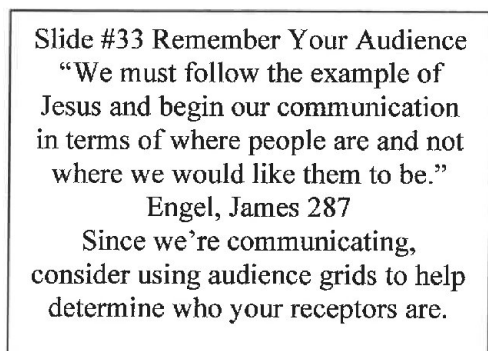 Slide #33 Remember Your Audience
“We must follow the example of
Jesus and begin our communication
in terms of where people are and not
where we would like them to be.”
Engel, James 287
Since we’re communicating,
consider using audience grids to help
determine who your receptors are.